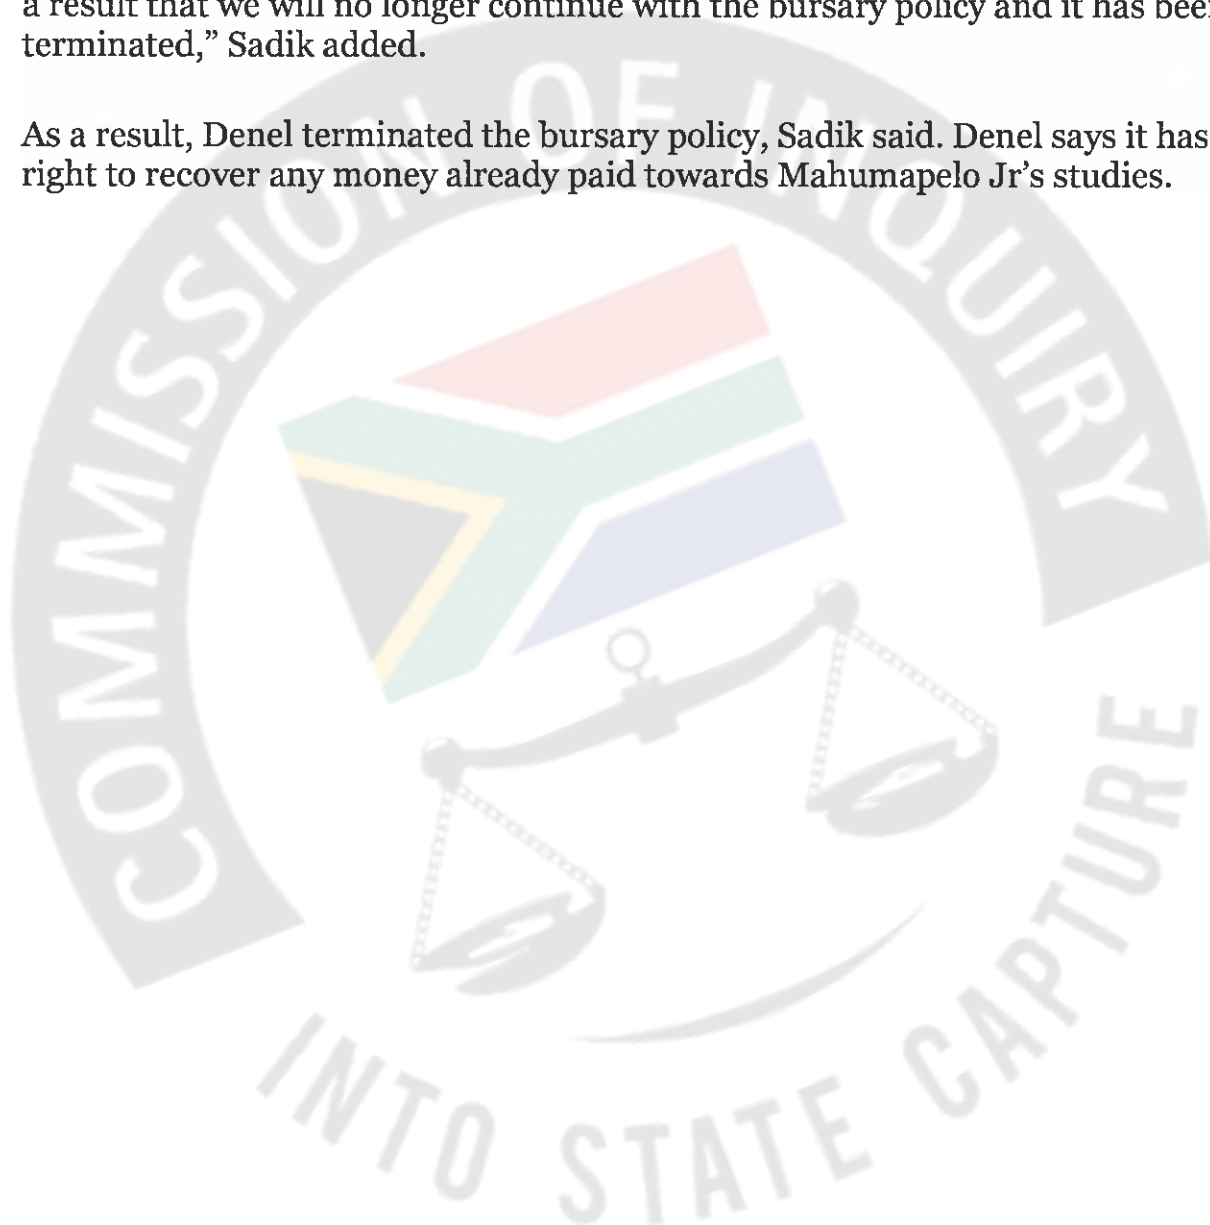 a result that we will no longer continue with the bursary policy and it has been
terminated,” Sadik added.
As a result, Denel terminated the bursary policy, Sadik said. Denel says it has
right to recover any money already paid towards Mahumapelo Jr’s studies.
COMMISSION OF INQUIRY
INTO STATE CAPTURE